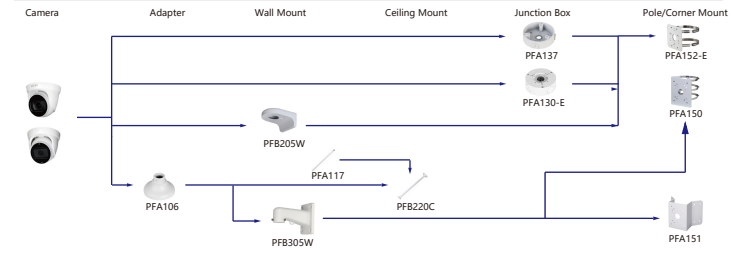 Camera Adapter Wall Mount Ceiling Mount Junction Box Pole/Corner Mount
PFA137 PFA152-E
PFA130-E PFA150
PFB205W
PFA117
PFA106 PFB220C
PFB305W PFA151